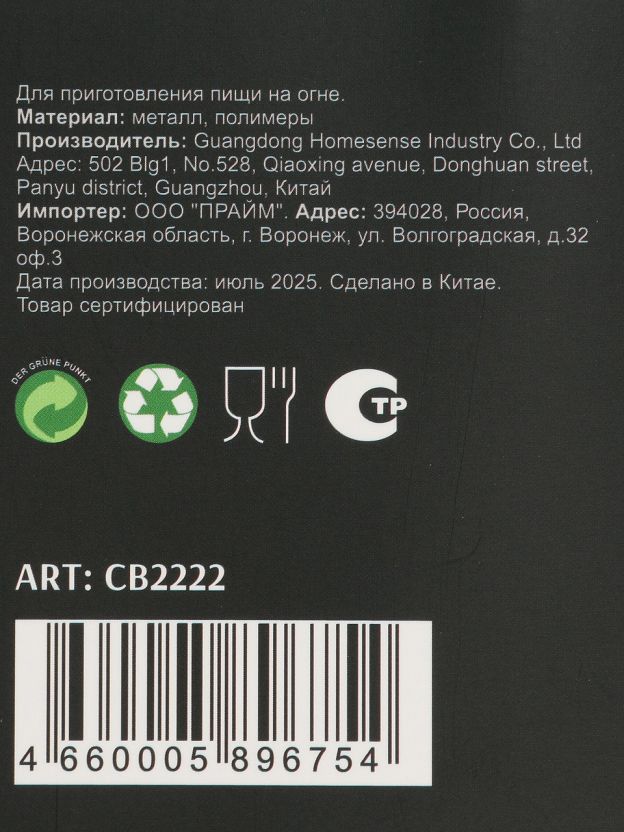 Для приготовления пищи на огне.
Материал: металл, полимеры
Производитель: Guangdong Homesense Industry Co., Ltd
Адрес: 502 Blg1, No.528, Qiaoxing avenue, Donghuan street,
Panyu district, Guangzhou, Китай
Импортер: ООО "ПРАЙМ". Адрес: 394028, Россия,
Воронежская область, г. Воронеж, ул. Волгоградская, д.32
оф.3
Дата производства: июль 2025. Сделано в Китае.
Товар сертифицирован
DER GRÜNE PUNKT
СТР
ART: CB2222
4 660005 896754